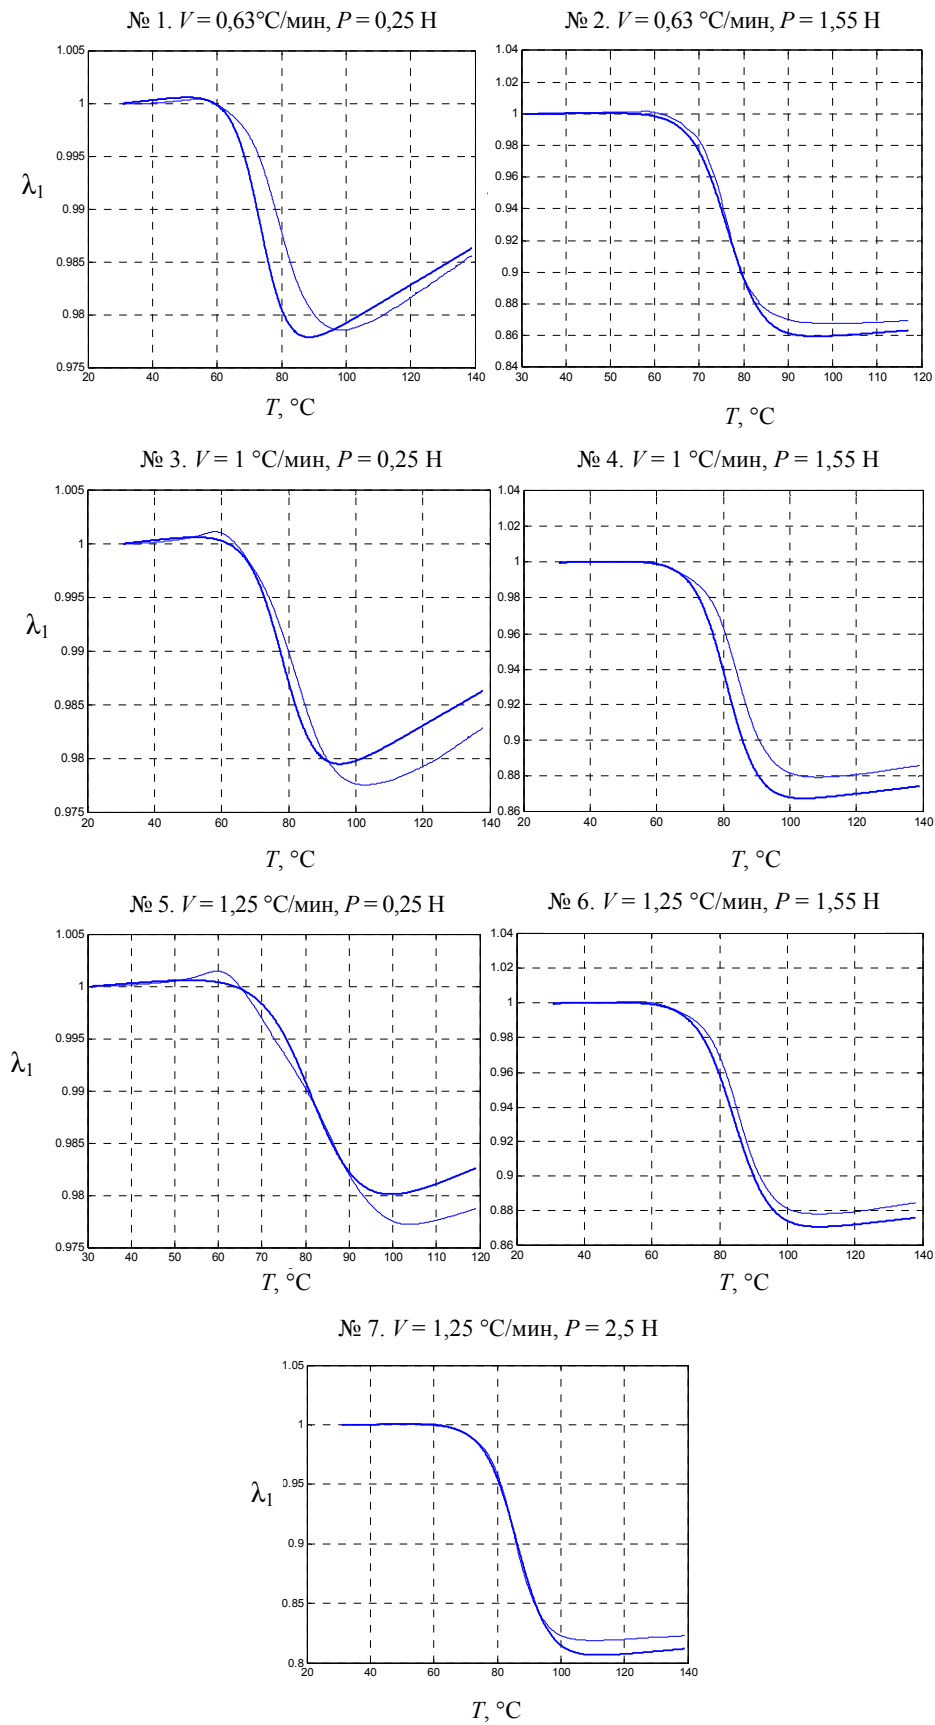 № 1. V = 0,63°С/мин, P = 0,25 Н
1.005
1
0.995
0.99
0.985
0.98
0.975
λ1
20 40 60 80 100 120 140
T, °С
№ 2. V = 0,63 °С/мин, P = 1,55 Н
1.04
1.02
1
0.98
0.96
0.94
0.92
0.9
0.88
0.86
0.84
30 40 50 60 70 80 90 100 110 120
T, °С
№ 3. V = 1 °С/мин, P = 0,25 Н
1.005
1
0.995
0.99
0.985
0.98
0.975
λ1
20 40 60 80 100 120 140
T, °С
№ 4. V = 1 °С/мин, P = 1,55 Н
1.04
1.02
1
0.98
0.96
0.94
0.92
0.9
0.88
0.86
20 40 60 80 100 120 140
T, °С
№ 5. V = 1,25 °С/мин, P = 0,25 Н
1.005
1
0.995
0.99
0.985
0.98
0.975
λ1
30 40 50 60 70 80 90 100 110 120
T, °С
№ 6. V = 1,25 °С/мин, P = 1,55 Н
1.04
1.02
1
0.98
0.96
0.94
0.92
0.9
0.88
0.86
20 40 60 80 100 120 140
T, °С
№ 7. V = 1,25 °С/мин, P = 2,5 Н
1.05
1
0.95
0.9
0.85
0.8
λ1
20 40 60 80 100 120 140
T, °С